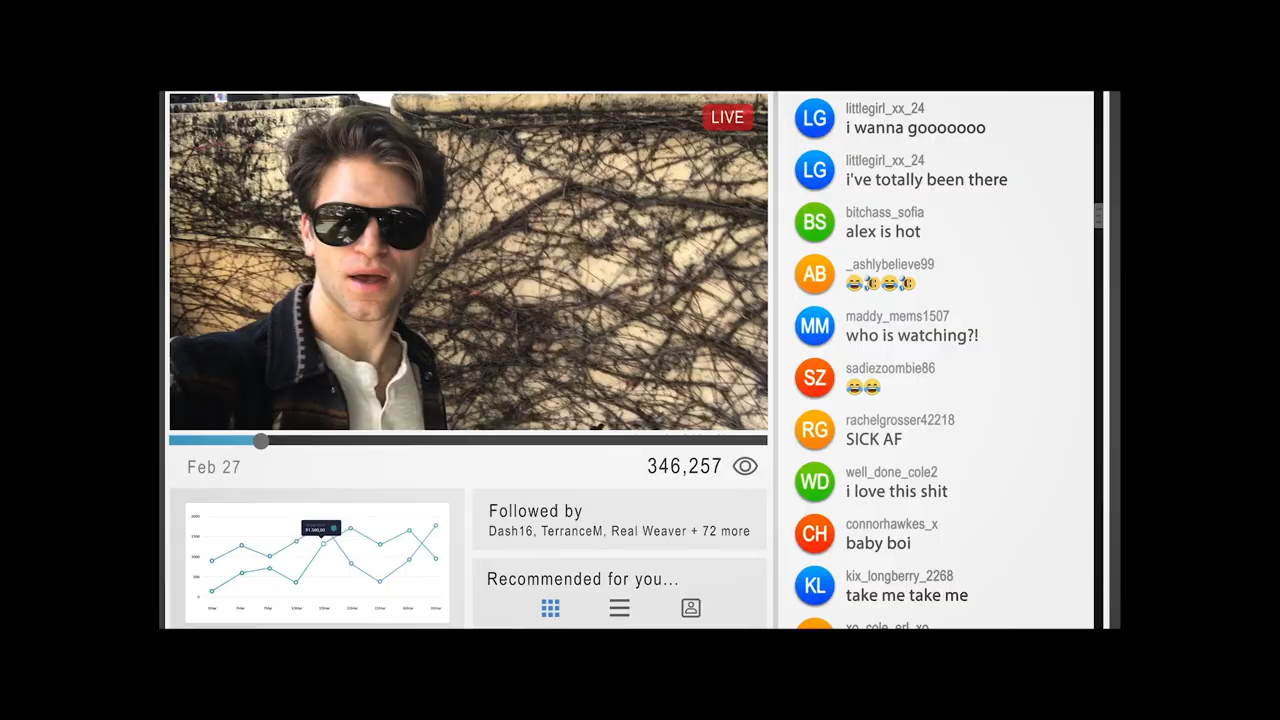 LIVE
Feb 27
346,257
Followed by
Dash16, TerranceM, Real Weaver + 72 more
Recommended for you...
LG
littlegirl_xx_24
i wanna gooooooo
LG
littlegirl_xx_24
i've totally been there
BS
bitchass_sofia
alex is hot
AB
_ashlybelieve99
MM
maddy_mems1507
who is watching?!
SZ
sadiezoombie86
😂😂
RG
rachelgrosser42218
SICK AF
WD
well_done_cole2
i love this shit
CH
connorhawkes_x
baby boi
KL
kix_longberry_2268
take me take me